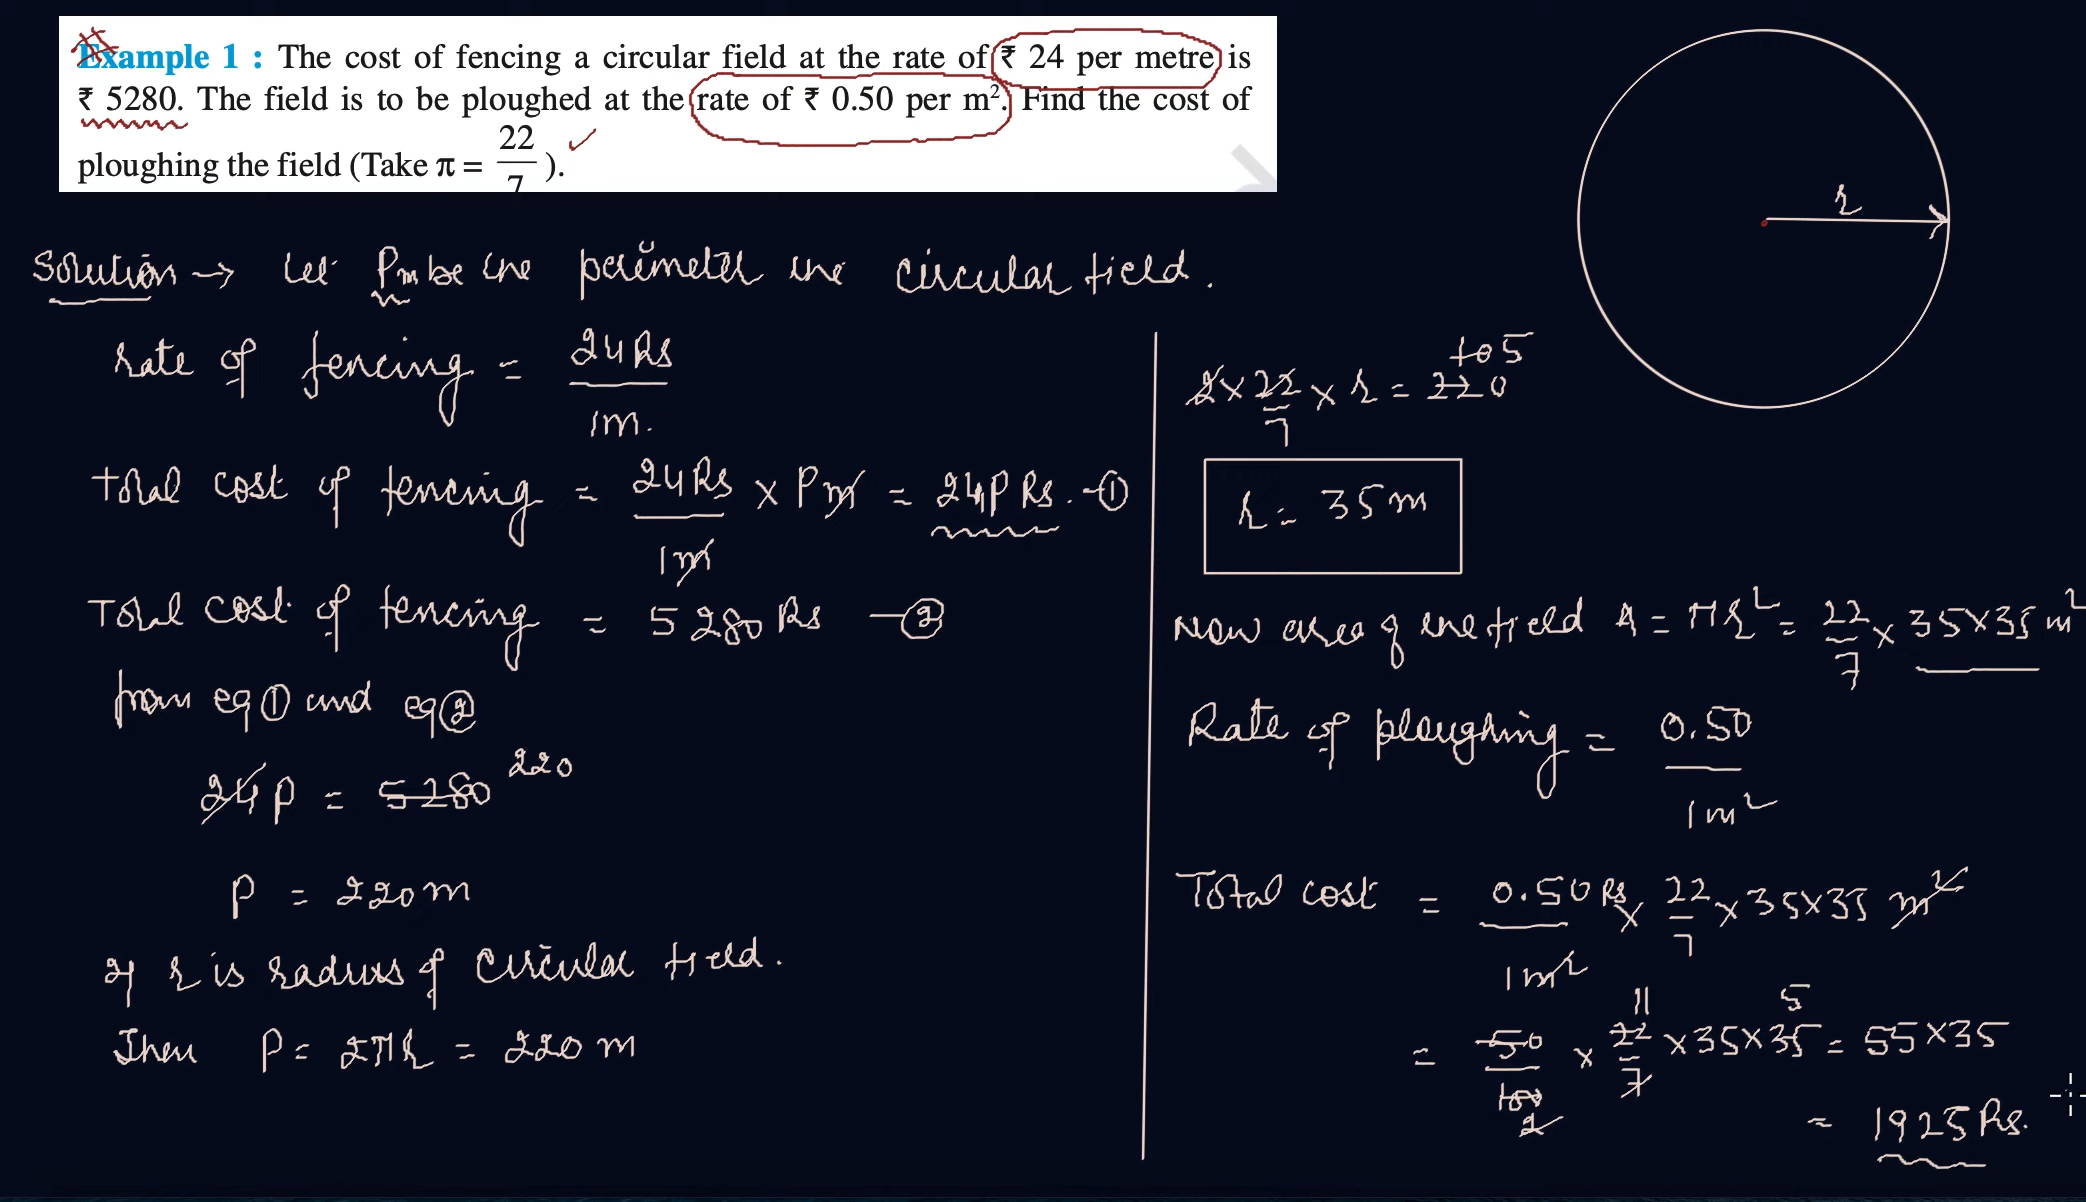 Example 1 : The cost of fencing a circular field at the rate of ₹ 24 per metre is
₹ 5280. The field is to be ploughed at the rate of ₹ 0.50 per m². Find the cost of
ploughing the field (Take π = 22/7).
r
Solution → Let Pm be the perimeter the circular field.
rate of fencing = 24 Rs / 1m.
total cost of fencing = 24 Rs / 1m × Pm = 24P Rs. —①
Total cost of fencing = 5280 Rs —②
from eq ① and eq ②
24P = 5280 220
P = 220 m
If r is radius of circular field.
Then P = 2πr = 220 m
2 × 22/7 × r = 220 10 5
r = 35 m
Now area of the field A = πr² = 22/7 × 35×35 m²
Rate of ploughing = 0.50 / 1m²
Total cost = 0.50 Rs / 1m² × 22/7 × 35×35 m²
11 5
= 50/100 × 22/7 × 35×35 = 55×35
2
= 1925 Rs.